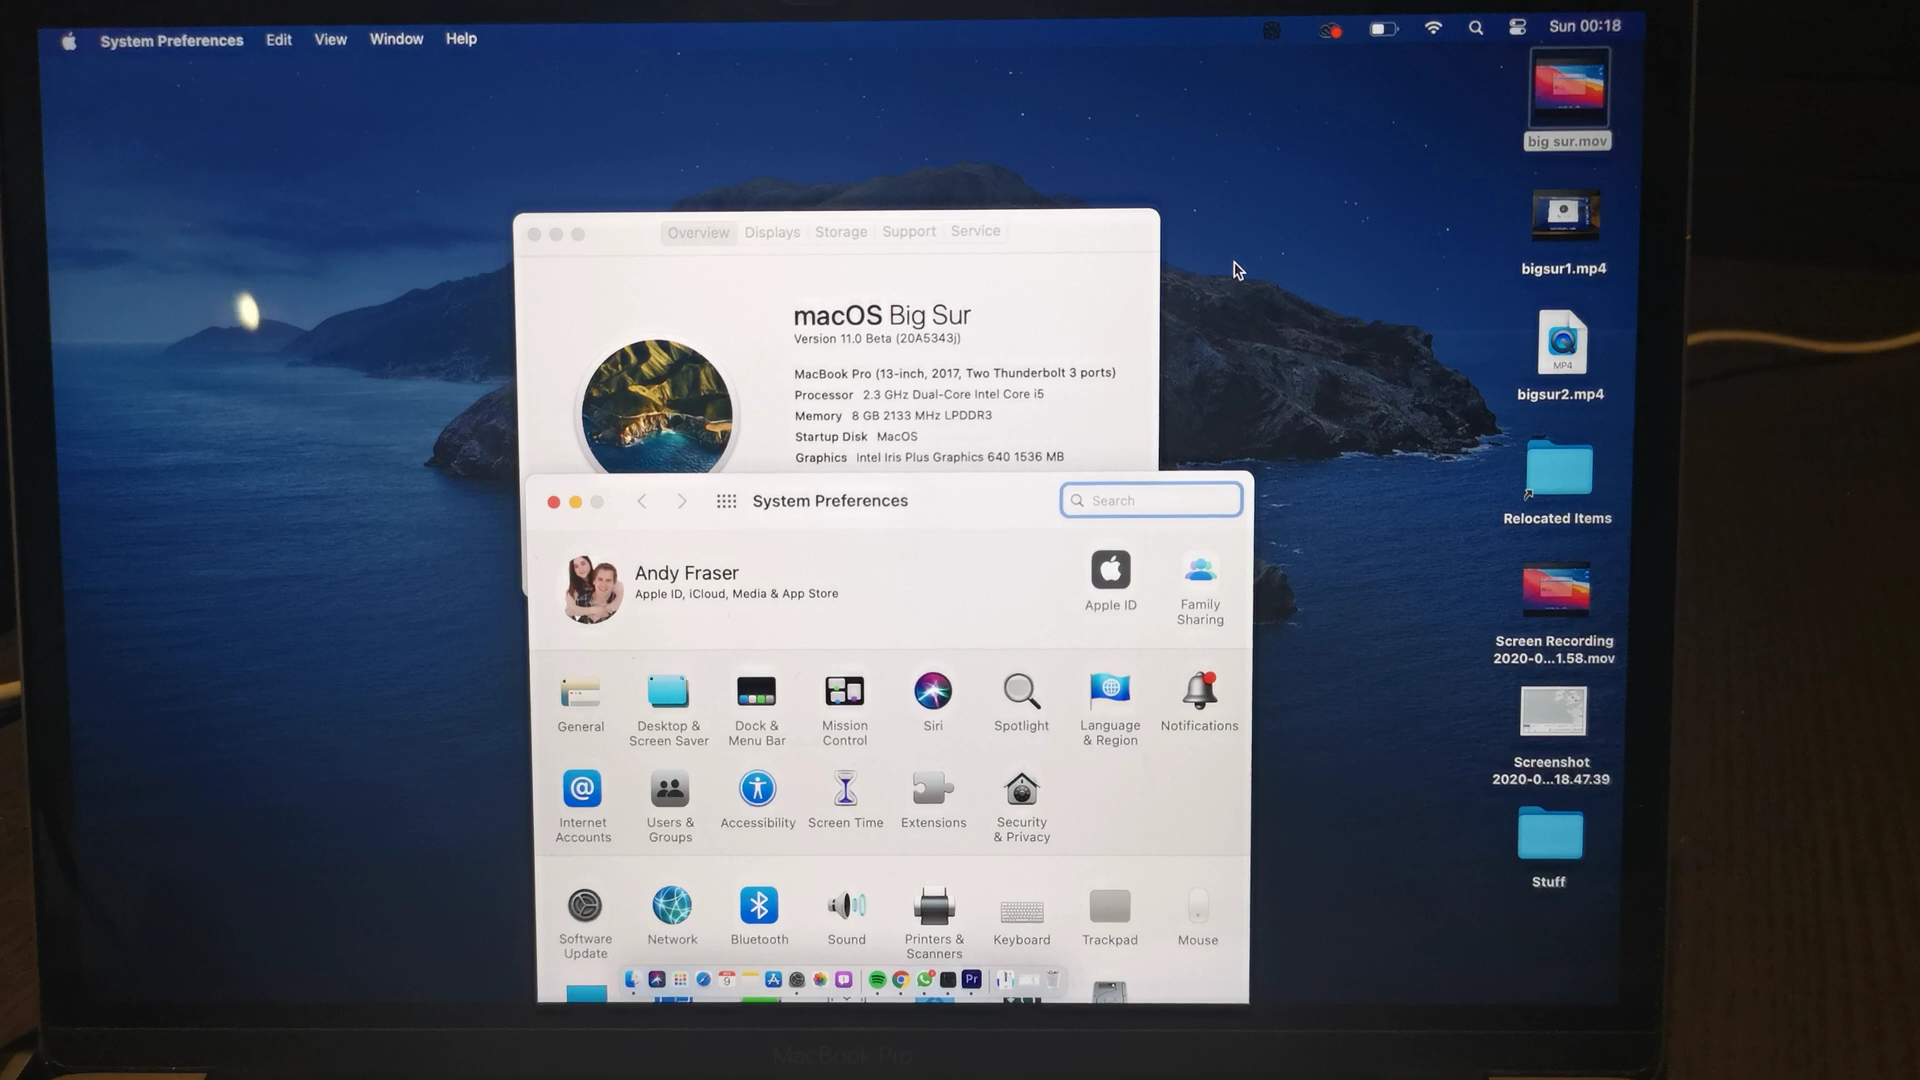 System Preferences Edit View Window Help
Sun 00:18
big sur.mov
bigsur1.mp4
MP4
bigsur2.mp4
Relocated Items
Screen Recording
2020-0...1.58.mov
Screenshot
2020-0...18.47.39
Stuff
Overview Displays Storage Support Service
macOS Big Sur
Version 11.0 Beta (20A5343j)
MacBook Pro (13-inch, 2017, Two Thunderbolt 3 ports)
Processor 2.3 GHz Dual-Core Intel Core i5
Memory 8 GB 2133 MHz LPDDR3
Startup Disk MacOS
Graphics Intel Iris Plus Graphics 640 1536 MB
System Preferences
Search
Andy Fraser
Apple ID, iCloud, Media & App Store
Apple ID
Family
Sharing
General
Desktop &
Screen Saver
Dock &
Menu Bar
Mission
Control
Siri
Spotlight
Language
& Region
Notifications
Internet
Accounts
Users &
Groups
Accessibility
Screen Time
Extensions
Security
& Privacy
Software
Update
Network
Bluetooth
Sound
Printers &
Scanners
Keyboard
Trackpad
Mouse
9
Pr
MacBook Pro